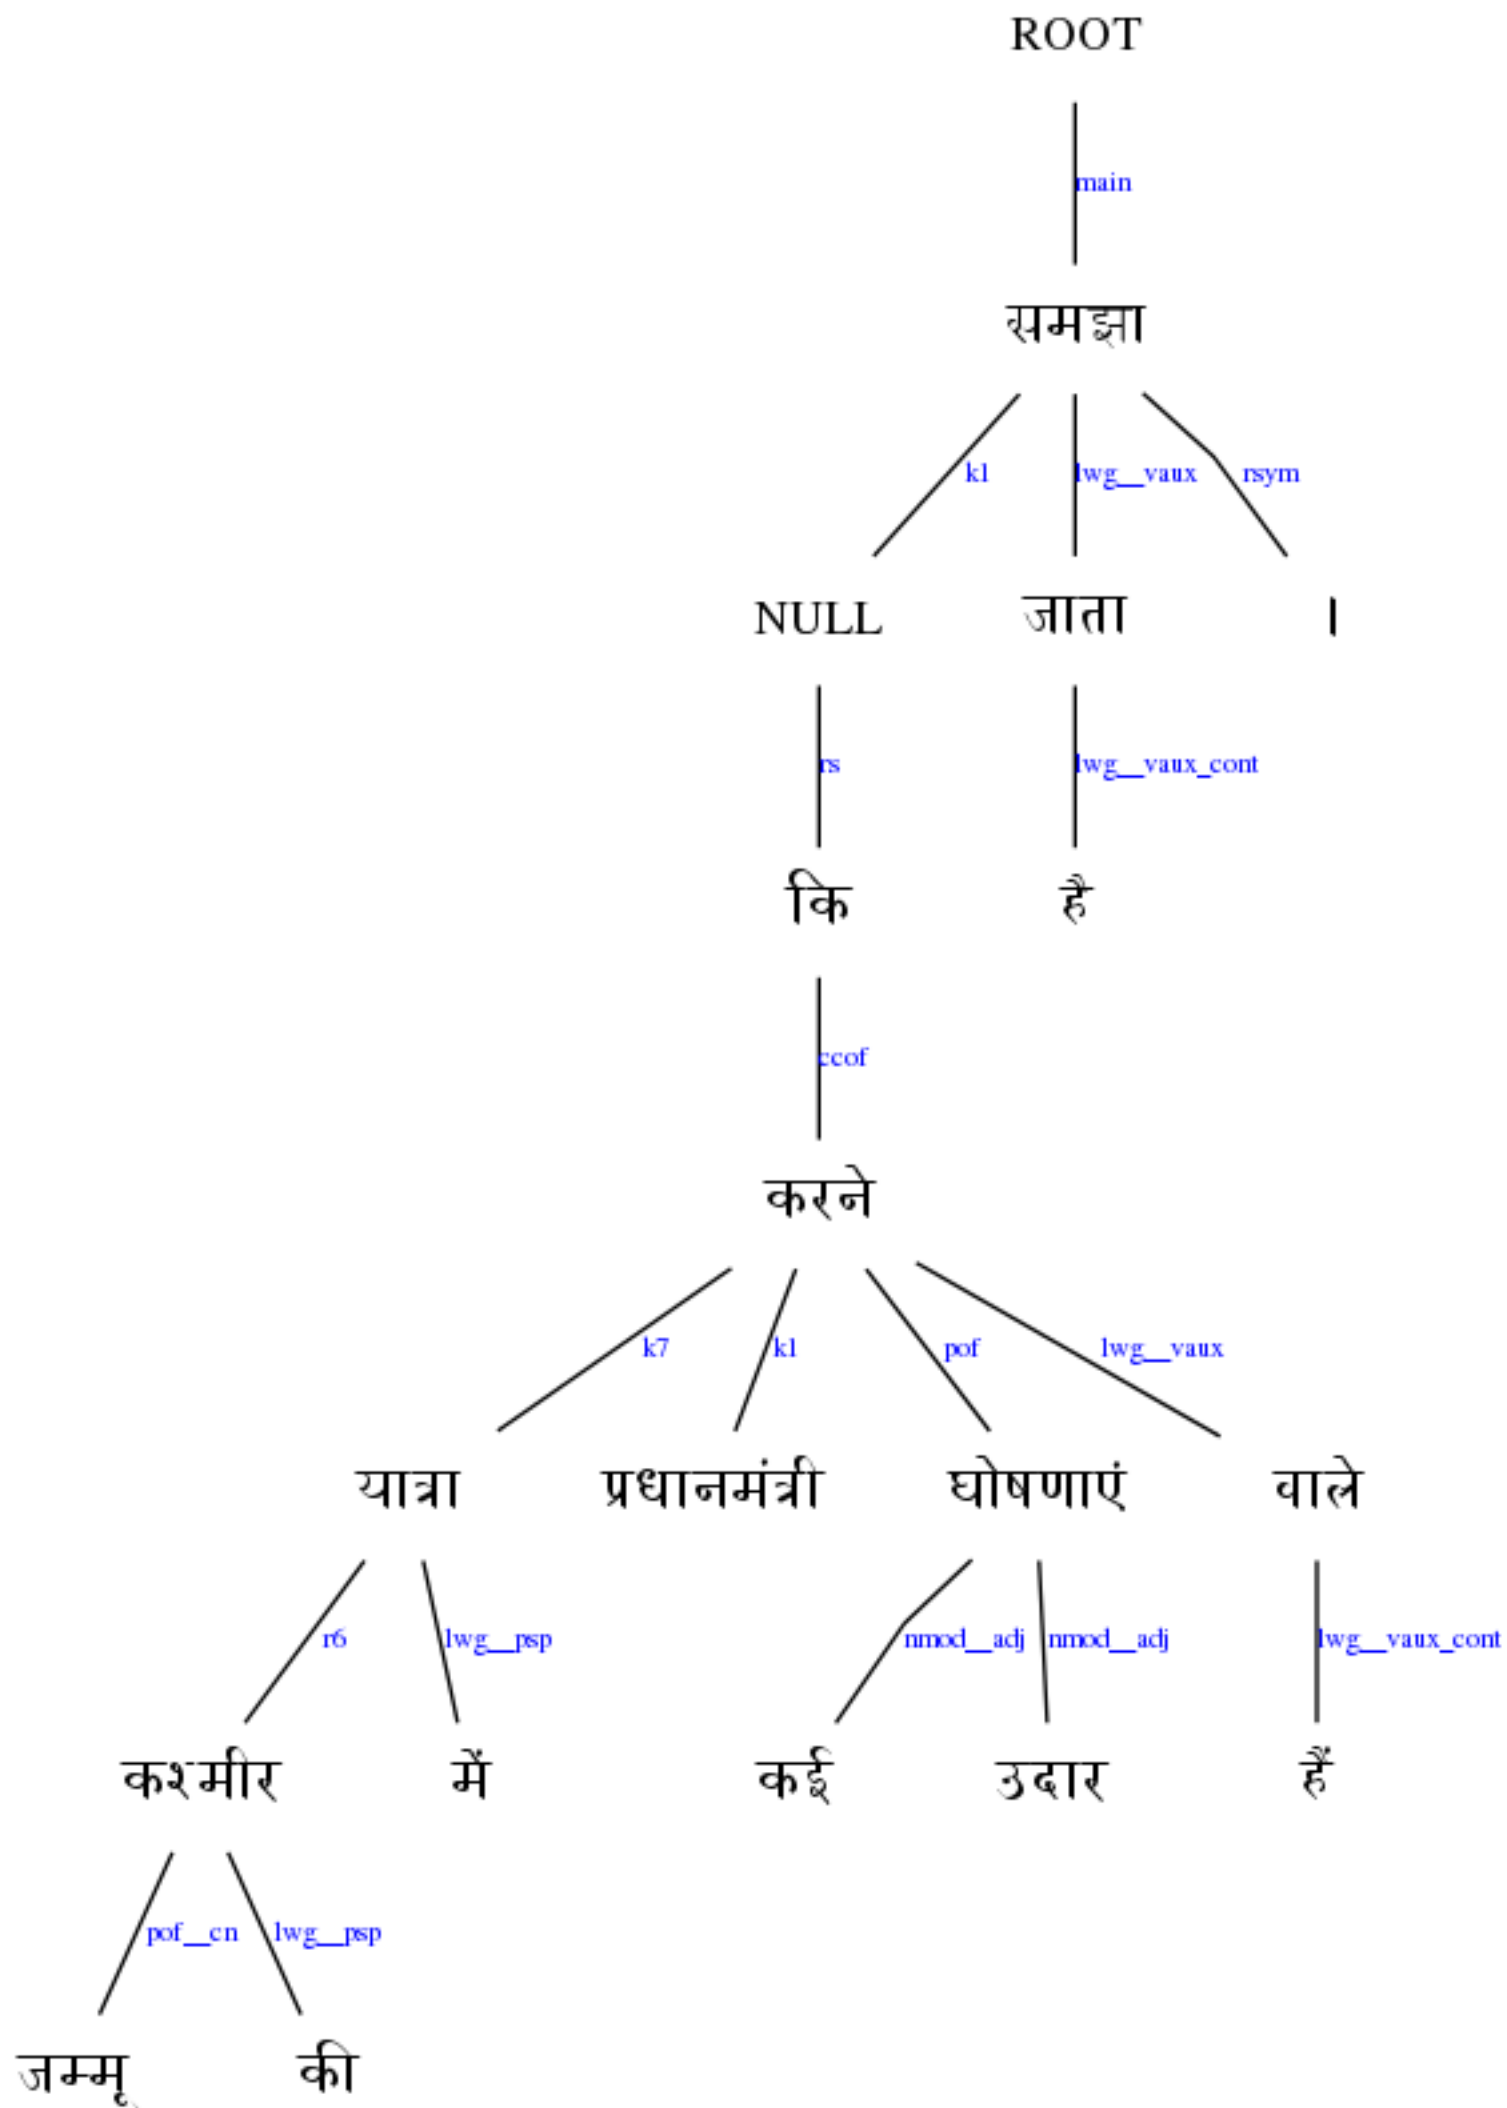 ROOT
main
समझा
k1 lwg__vaux rsym
NULL जाता ।
rs lwg__vaux_cont
कि है
ccof
करने
k7 k1 pof lwg__vaux
यात्रा प्रधानमंत्री घोषणाएं वाले
r6 lwg__psp nmod__adj nmod__adj lwg__vaux_cont
कश्मीर में कई उदार हैं
pof__cn lwg__psp
जम्मू की